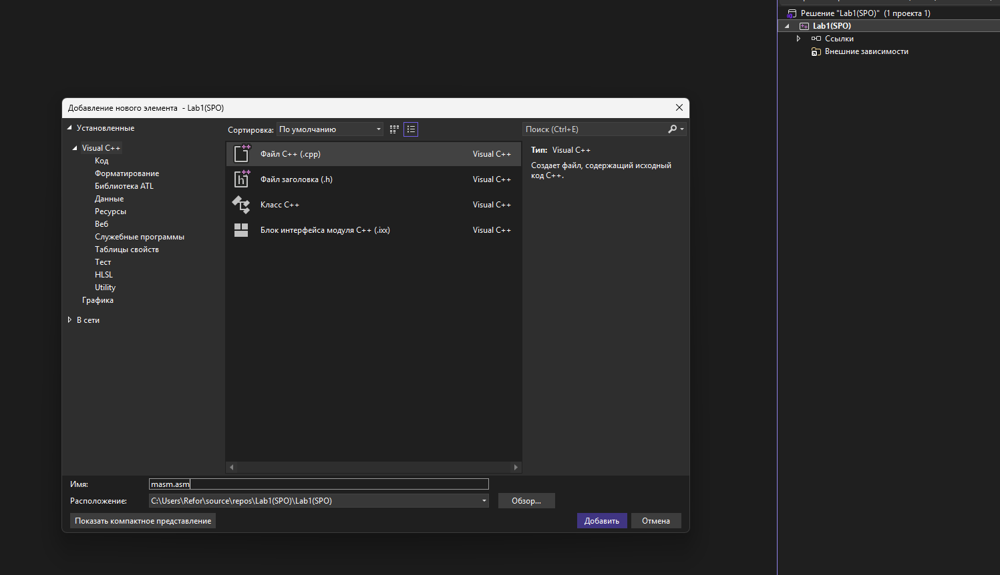 Решение "Lab1(SPO)" (1 проекта 1)
Lab1(SPO)
Ссылки
Внешние зависимости
Добавление нового элемента - Lab1(SPO)
Установленные
Visual C++
Код
Форматирование
Библиотека ATL
Данные
Ресурсы
Веб
Служебные программы
Таблицы свойств
Тест
HLSL
Utility
Графика
В сети
Сортировка: По умолчанию
Файл C++ (.cpp) Visual C++
Файл заголовка (.h) Visual C++
Класс C++ Visual C++
Блок интерфейса модуля C++ (.ixx) Visual C++
Поиск (Ctrl+E)
Тип: Visual C++
Создает файл, содержащий исходный
код C++.
Имя: masm.asm
Расположение: C:\Users\Refor\source\repos\Lab1(SPO)\Lab1(SPO)
Обзор...
Показать компактное представление
Добавить
Отмена